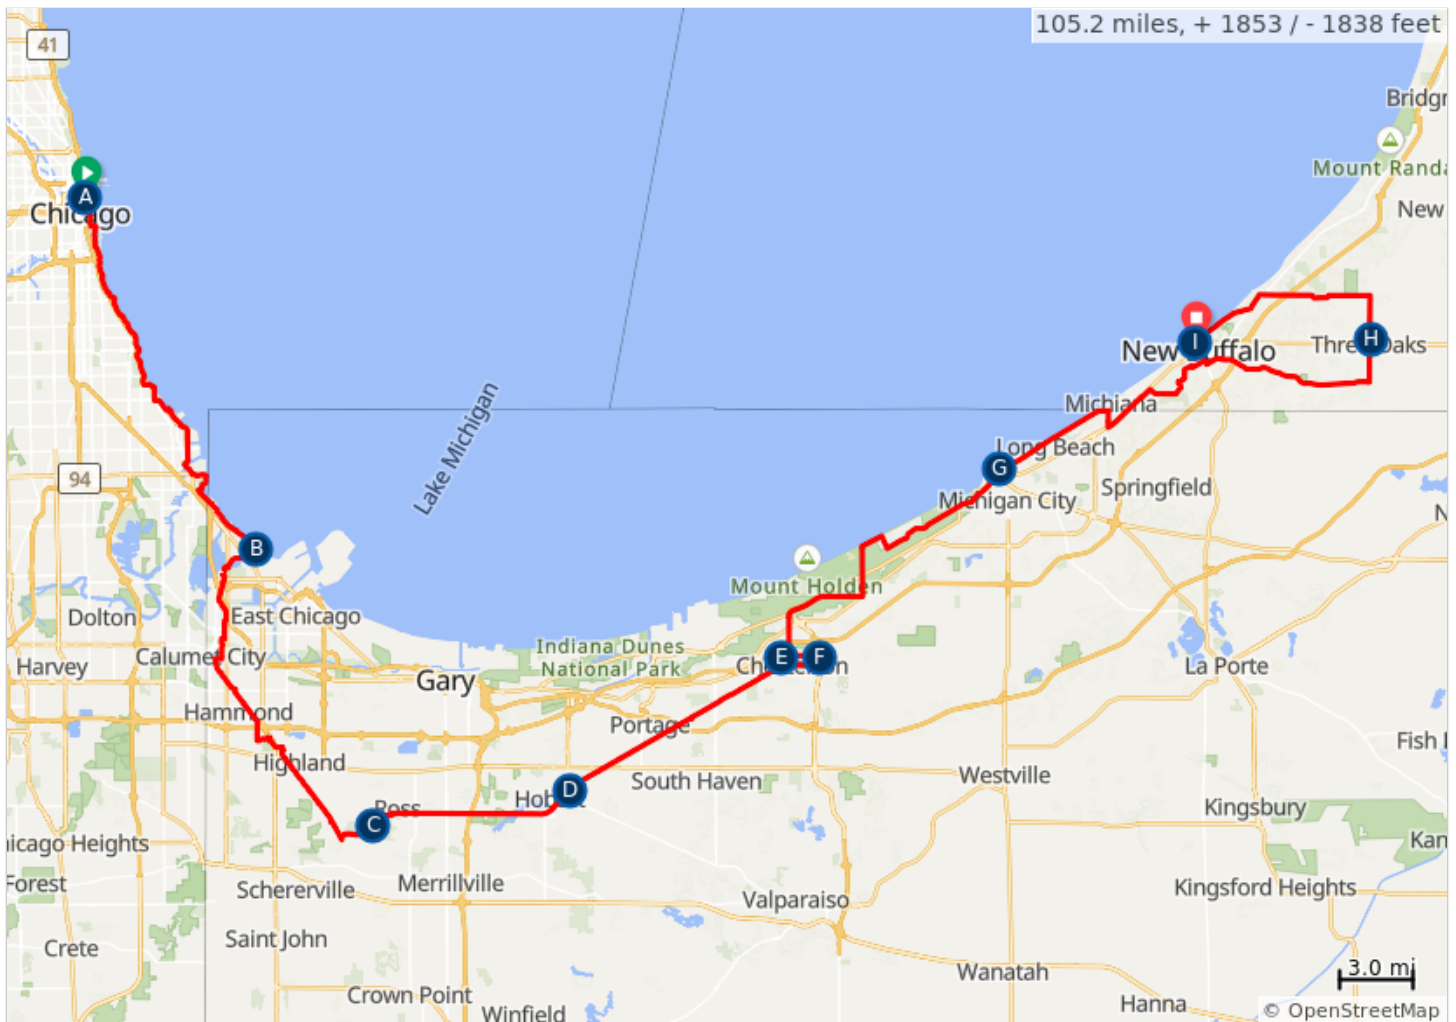 105.2 miles, + 1853 / - 1838 feet
41
Bridgr
Mount Randa
New
A
Chicago
I
New Buffalo
H
Three Oaks
Michiana
Lake Michigan
Long Beach
G
Michigan City
Springfield
94
N
B
Mount Holden
Dolton
East Chicago
Indiana Dunes
National Park
Harvey
Calumet City
E
F
Chesterton
La Porte
Gary
Hammond
Portage
Fish
Highland
D
South Haven
Westville
Hobart
Ross
C
Kingsbury
icago Heights
Kan
Forest
Schererville
Merrillville
Valparaiso
Kingsford Heights
Saint John
Crete
3.0 mi
Wanatah
Crown Point
Hanna
Winfield
© OpenStreetMap